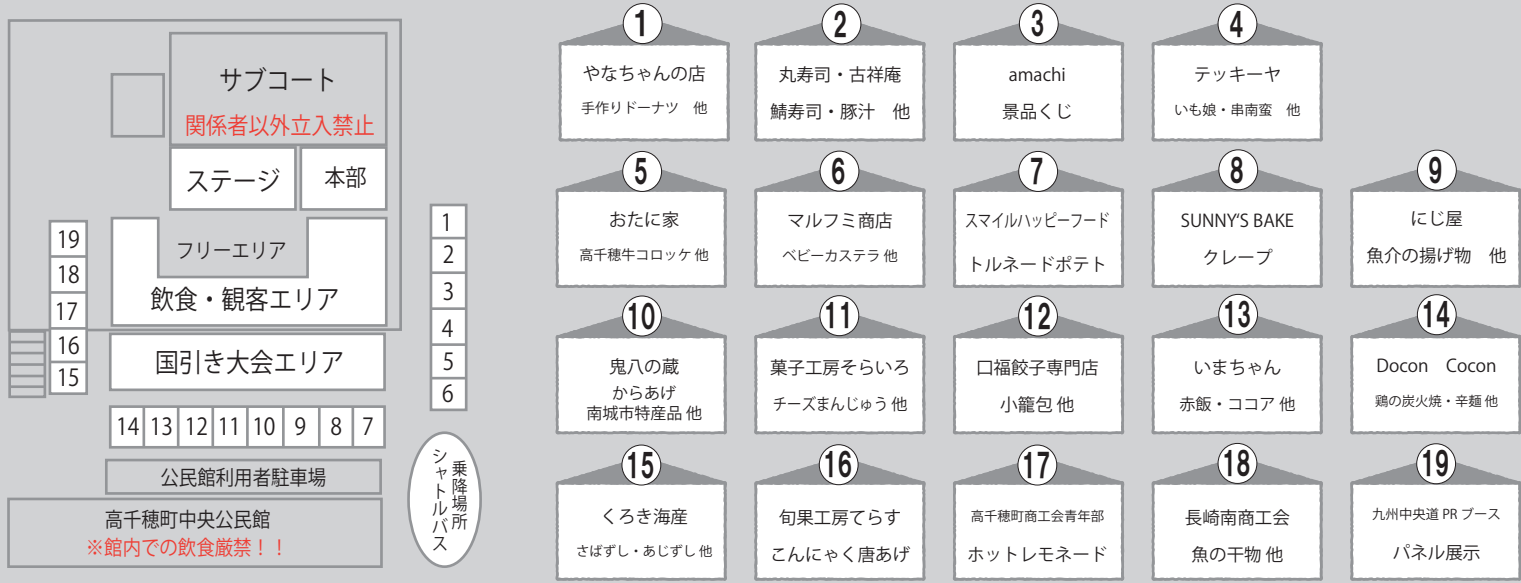 サブコート
関係者以外立入禁止
ステージ
本部
フリーエリア
飲食・観客エリア
国引き大会エリア
19
18
17
16
15
1
2
3
4
5
6
14 13 12 11 10 9 8 7
公民館利用者駐車場
高千穂町中央公民館
※館内での飲食厳禁！！
乗降場所
シャトルバス
1
やなちゃんの店
手作りドーナツ　他
2
丸寿司・古祥庵
鯖寿司・豚汁　他
3
amachi
景品くじ
4
テッキーヤ
いも娘・串南蛮　他
5
おたに家
高千穂牛コロッケ 他
6
マルフミ商店
ベビーカステラ 他
7
スマイルハッピーフード
トルネードポテト
8
SUNNY'S BAKE
クレープ
9
にじ屋
魚介の揚げ物　他
10
鬼八の蔵
からあげ
南城市特産品 他
11
菓子工房そらいろ
チーズまんじゅう 他
12
口福餃子専門店
小籠包 他
13
いまちゃん
赤飯・ココア 他
14
Docon　Cocon
鶏の炭火焼・辛麺 他
15
くろき海産
さばずし・あじずし 他
16
旬果工房てらす
こんにゃく唐あげ
17
高千穂町商工会青年部
ホットレモネード
18
長崎南商工会
魚の干物 他
19
九州中央道 PR ブース
パネル展示